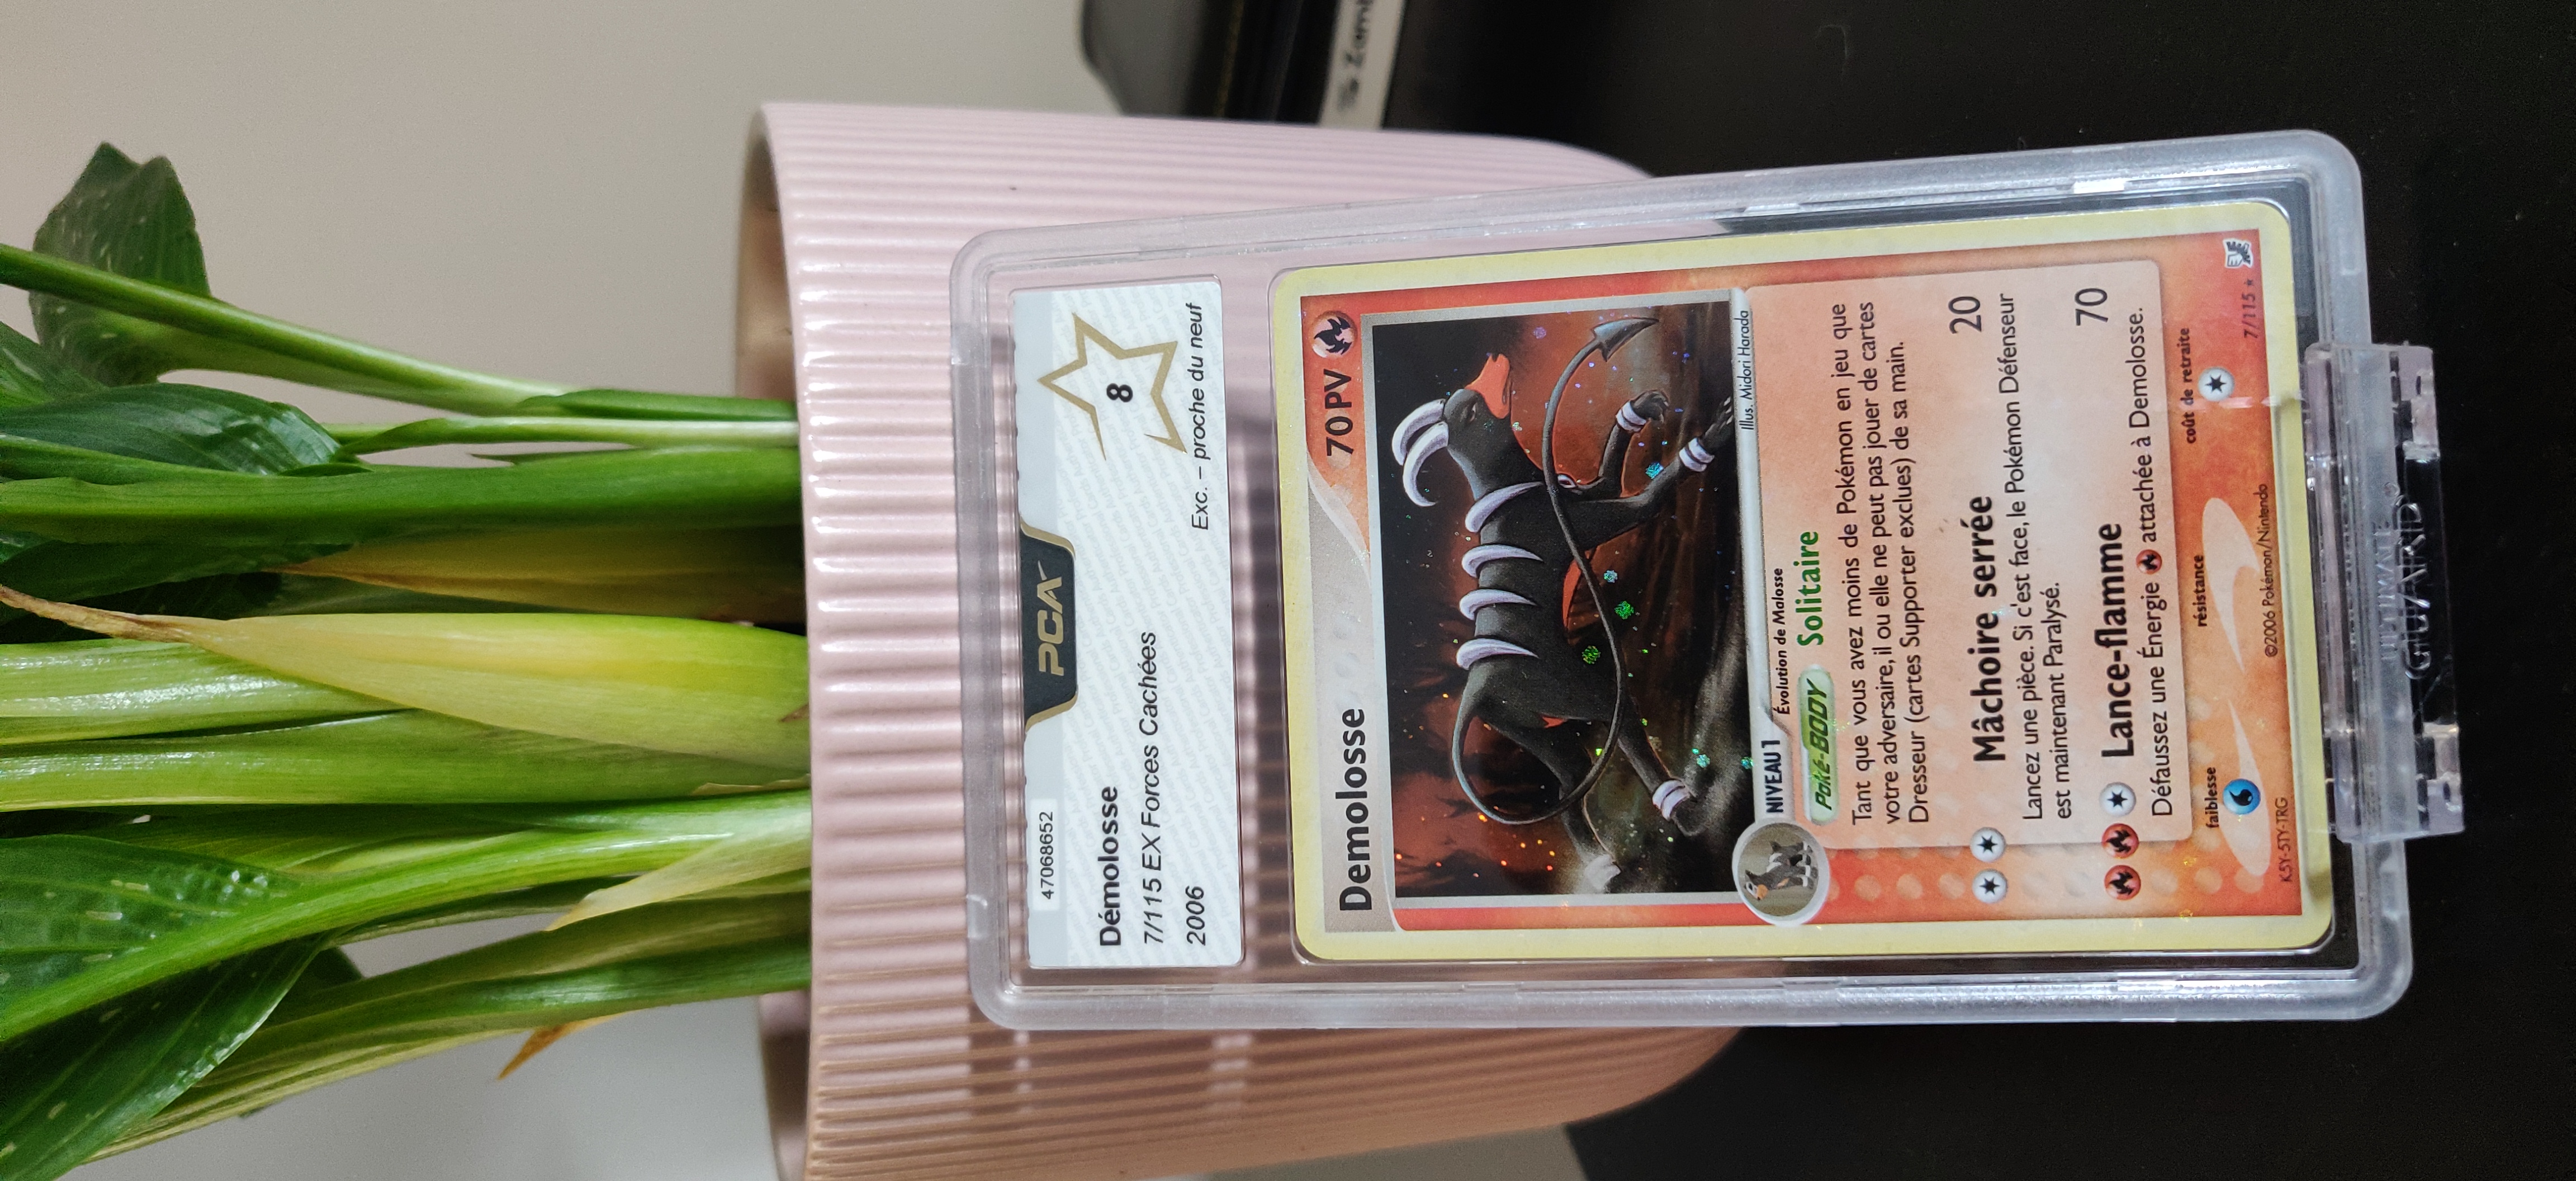 47068652
PCA
Démolosse
7/115 EX Forces Cachées
2006
8
Exc. – proche du neuf
Demolosse
70 PV
Illus. Midori Harada
NIVEAU 1
Évolution de Malosse
Poké-BODY Solitaire
Tant que vous avez moins de Pokémon en jeu que
votre adversaire, il ou elle ne peut pas jouer de cartes
Dresseur (cartes Supporter exclues) de sa main.
Mâchoire serrée 20
Lancez une pièce. Si c'est face, le Pokémon Défenseur
est maintenant Paralysé.
Lance-flamme 70
Défaussez une Énergie attachée à Demolosse.
faiblesse
résistance
coût de retraite
K5Y-5TY-TRG
©2006 Pokémon/Nintendo
7/115
ULTIMATE
GUARD